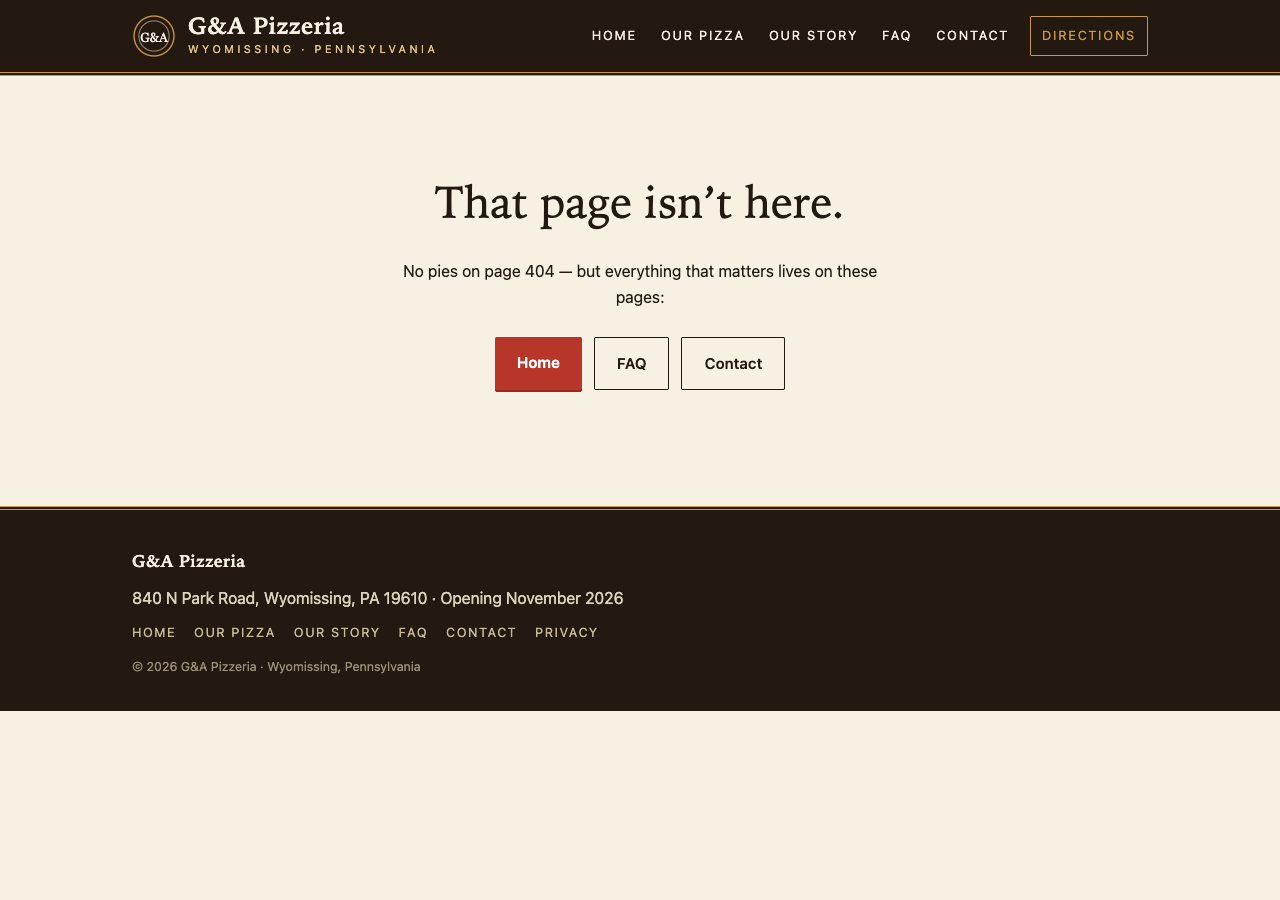 G&A
G&A Pizzeria
WYOMISSING · PENNSYLVANIA
HOME OUR PIZZA OUR STORY FAQ CONTACT DIRECTIONS
That page isn’t here.
No pies on page 404 — but everything that matters lives on these
pages:
Home FAQ Contact
G&A Pizzeria
840 N Park Road, Wyomissing, PA 19610 · Opening November 2026
HOME OUR PIZZA OUR STORY FAQ CONTACT PRIVACY
© 2026 G&A Pizzeria · Wyomissing, Pennsylvania